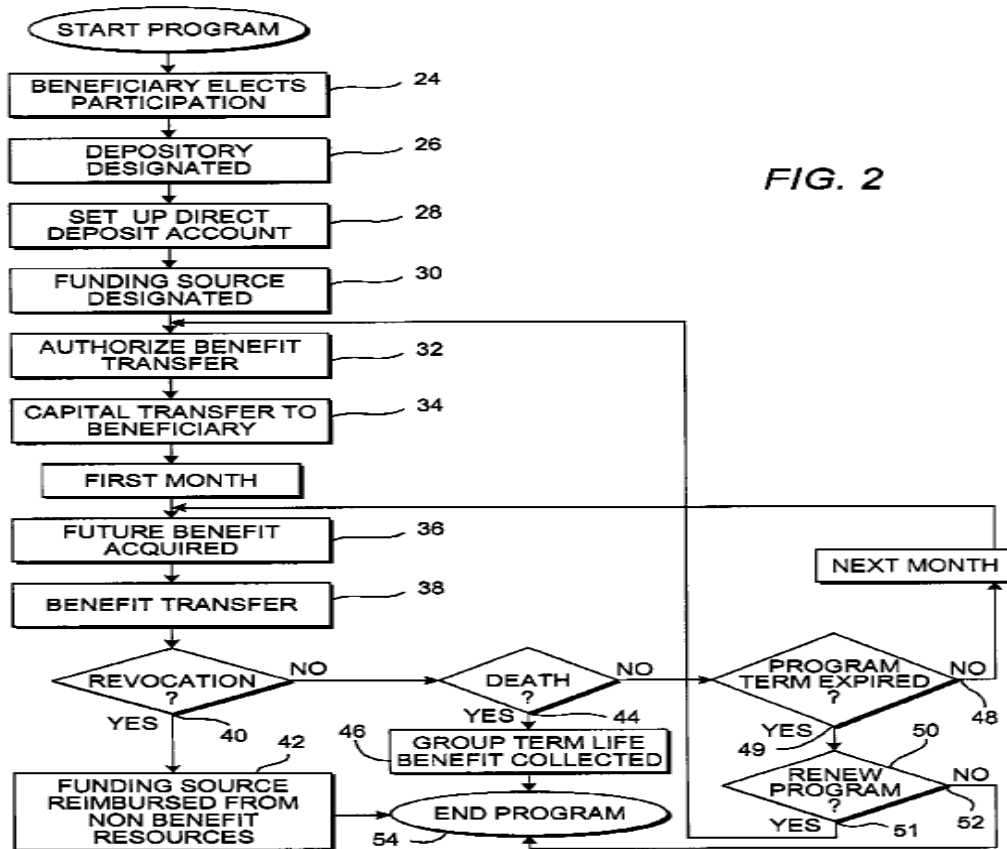 START PROGRAM
BENEFICIARY ELECTS
PARTICIPATION
24
DEPOSITORY
DESIGNATED
26
FIG. 2
SET UP DIRECT
DEPOSIT ACCOUNT
28
FUNDING SOURCE
DESIGNATED
30
AUTHORIZE BENEFIT
TRANSFER
32
CAPITAL TRANSFER TO
BENEFICIARY
34
FIRST MONTH
FUTURE BENEFIT
ACQUIRED
36
NEXT MONTH
BENEFIT TRANSFER
38
REVOCATION
?
NO
YES
40
DEATH
?
NO
YES
44
PROGRAM
TERM EXPIRED
?
NO
48
YES
49
46
GROUP TERM LIFE
BENEFIT COLLECTED
42
FUNDING SOURCE
REIMBURSED FROM
NON BENEFIT
RESOURCES
50
RENEW
PROGRAM
?
NO
52
YES
51
END PROGRAM
54